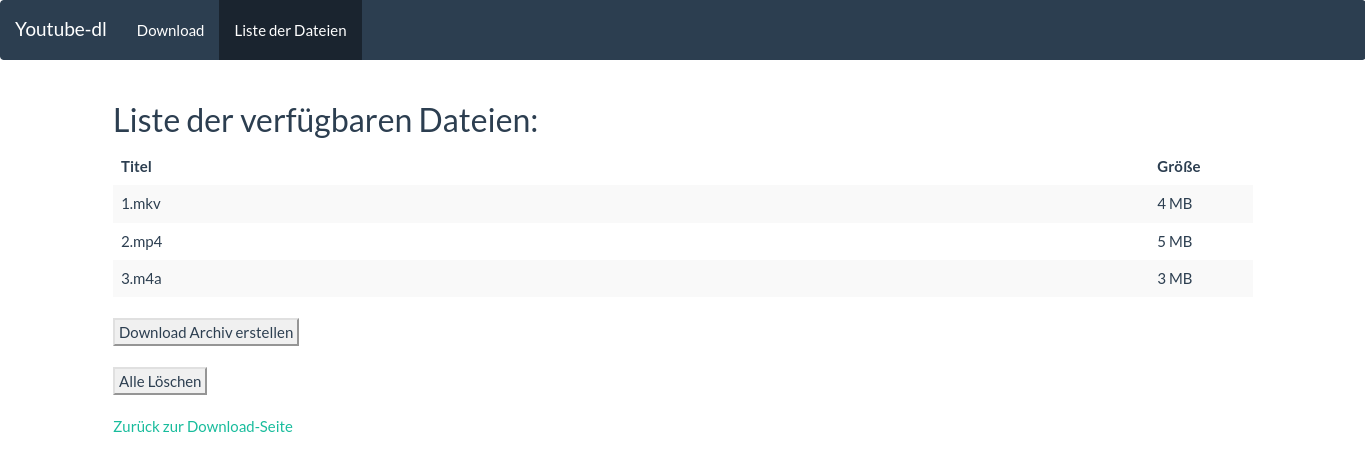 Youtube-dl Download Liste der Dateien
Liste der verfügbaren Dateien:
Titel Größe
1.mkv 4 MB
2.mp4 5 MB
3.m4a 3 MB
Download Archiv erstellen
Alle Löschen
Zurück zur Download-Seite